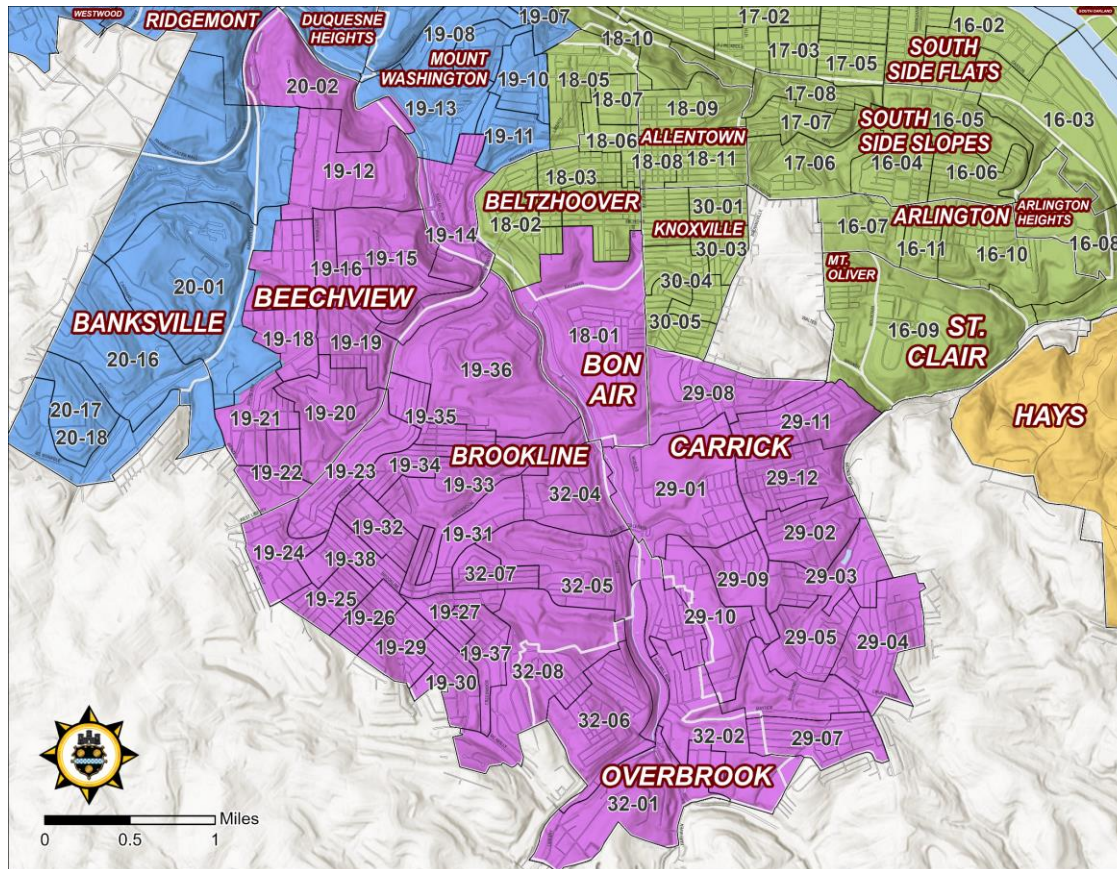 WESTWOOD
RIDGEMONT
DUQUESNE
HEIGHTS
19-07
19-08
MOUNT
WASHINGTON
18-10
17-02
16-02
SOUTH OAKLAND
17-03
17-05
SOUTH
SIDE FLATS
20-02
19-10
18-05
18-07
18-09
17-08
19-13
17-07
SOUTH
SIDE SLOPES
16-05
16-03
19-11
18-06
ALLENTOWN
18-08
18-11
17-06
16-04
16-06
19-12
18-03
BELTZHOOVER
18-02
30-01
KNOXVILLE
30-03
16-07
ARLINGTON
ARLINGTON
HEIGHTS
19-14
16-11
16-10
16-08
19-15
19-16
BEECHVIEW
MT.
OLIVER
30-04
20-01
BANKSVILLE
30-05
18-01
BON
AIR
16-09
ST.
CLAIR
19-18
19-19
20-16
19-36
29-08
HAYS
20-17
20-18
19-21
19-20
19-35
29-11
BROOKLINE
CARRICK
19-22
19-23
19-34
19-33
32-04
29-01
29-12
19-32
19-31
29-02
19-24
19-38
32-07
32-05
29-09
29-03
19-25
19-26
19-27
29-10
29-05
29-04
19-29
19-37
19-30
32-08
32-06
32-02
29-07
OVERBROOK
32-01
Miles
0
0.5
1